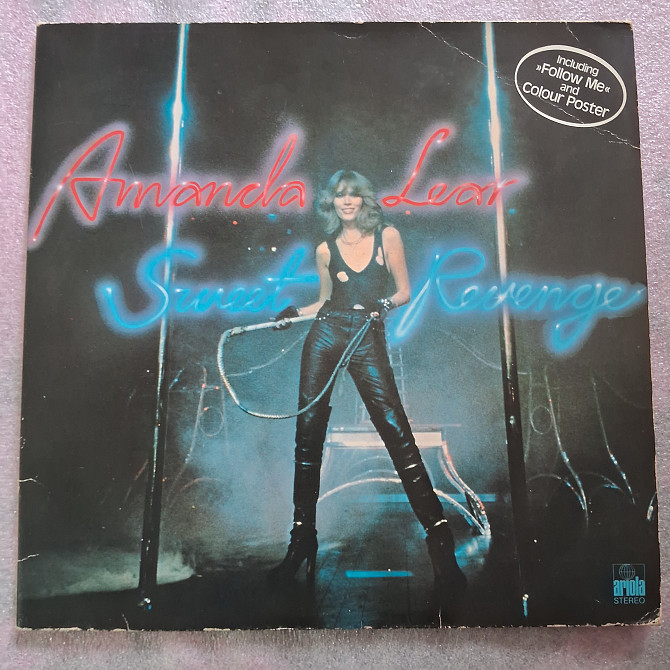 Including
»Follow Me«
and
Colour Poster
Amanda Lear
Sweet Revenge
ariola
STEREO